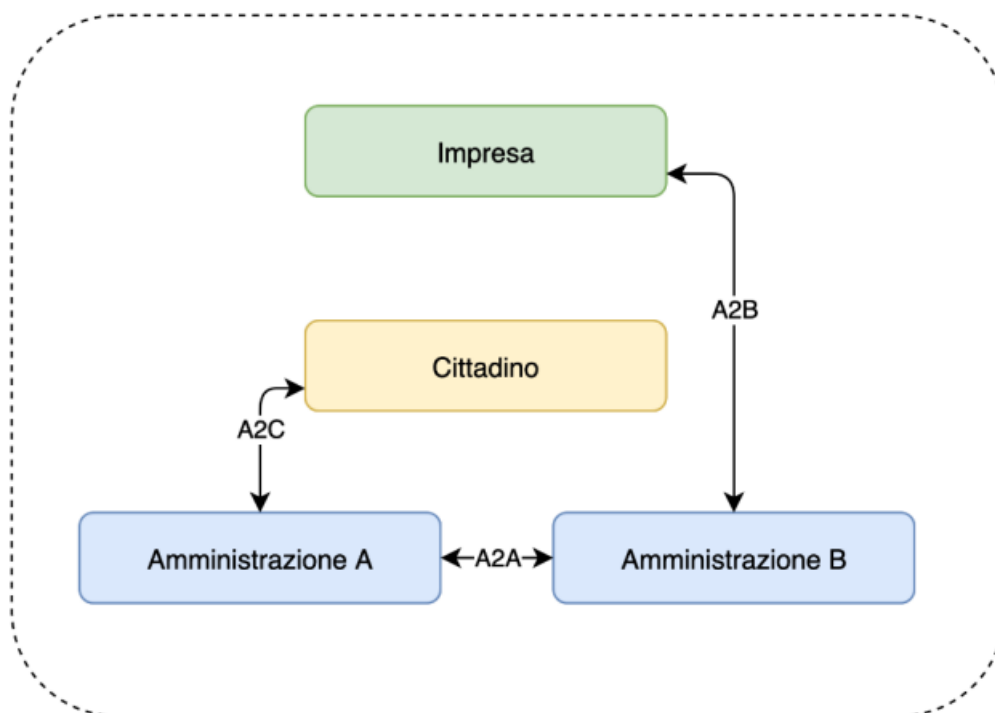 Impresa
A2B
Cittadino
A2C
Amministrazione A
A2A
Amministrazione B